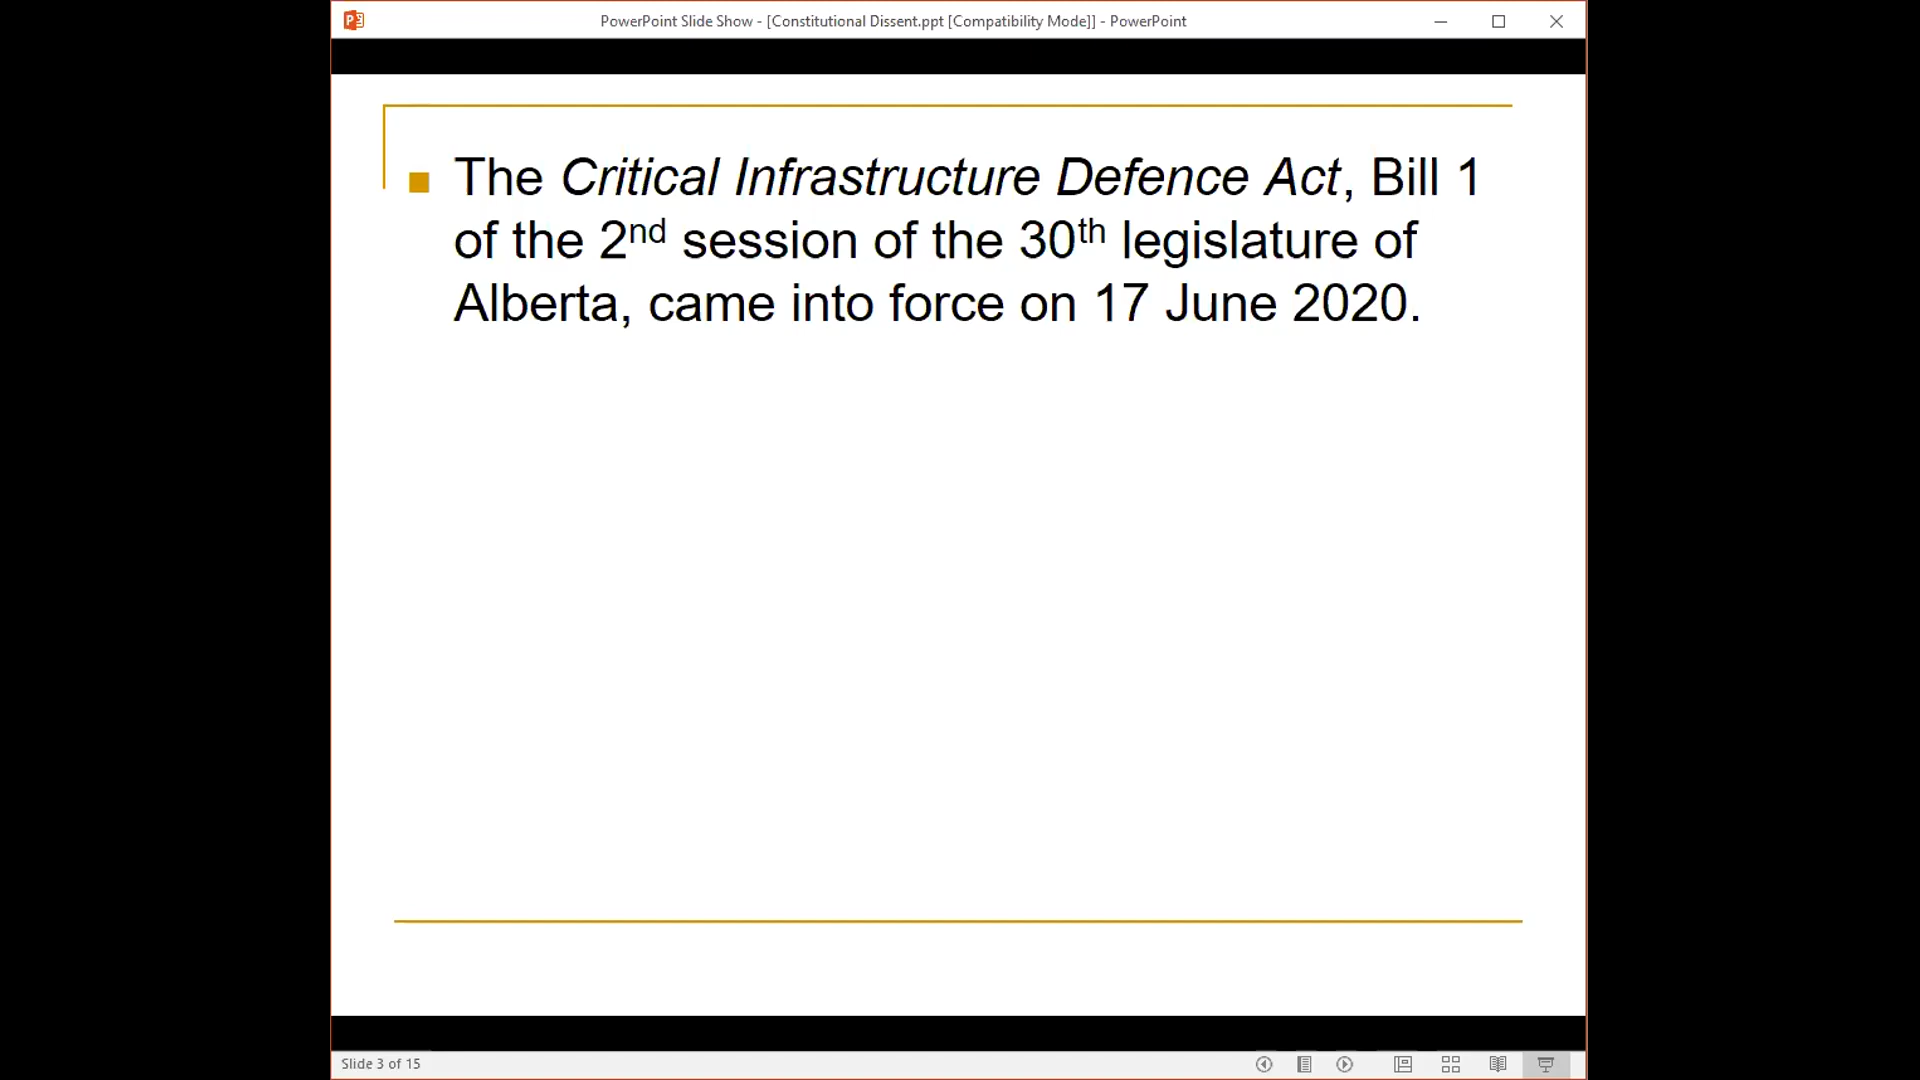 PowerPoint Slide Show - [Constitutional Dissent.ppt [Compatibility Mode]] - PowerPoint
The Critical Infrastructure Defence Act, Bill 1
of the 2nd session of the 30th legislature of
Alberta, came into force on 17 June 2020.
Slide 3 of 15